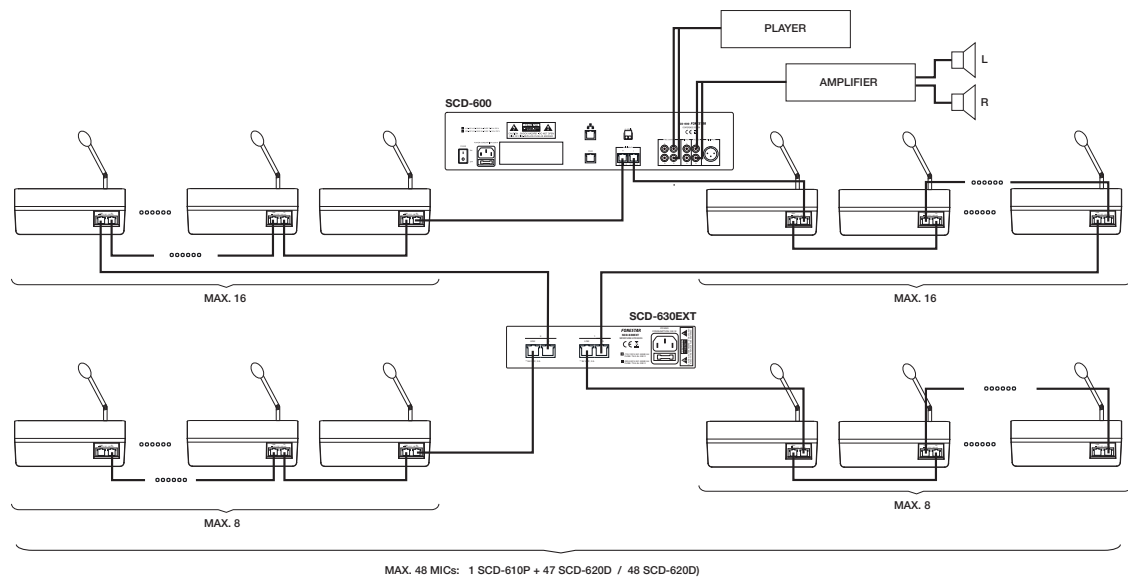 PLAYER
AMPLIFIER
L
R
SCD-600
MAX. 16
MAX. 16
SCD-630EXT
FONESTAR
MAX. 8
MAX. 8
MAX. 48 MICs: 1 SCD-610P + 47 SCD-620D / 48 SCD-620D)